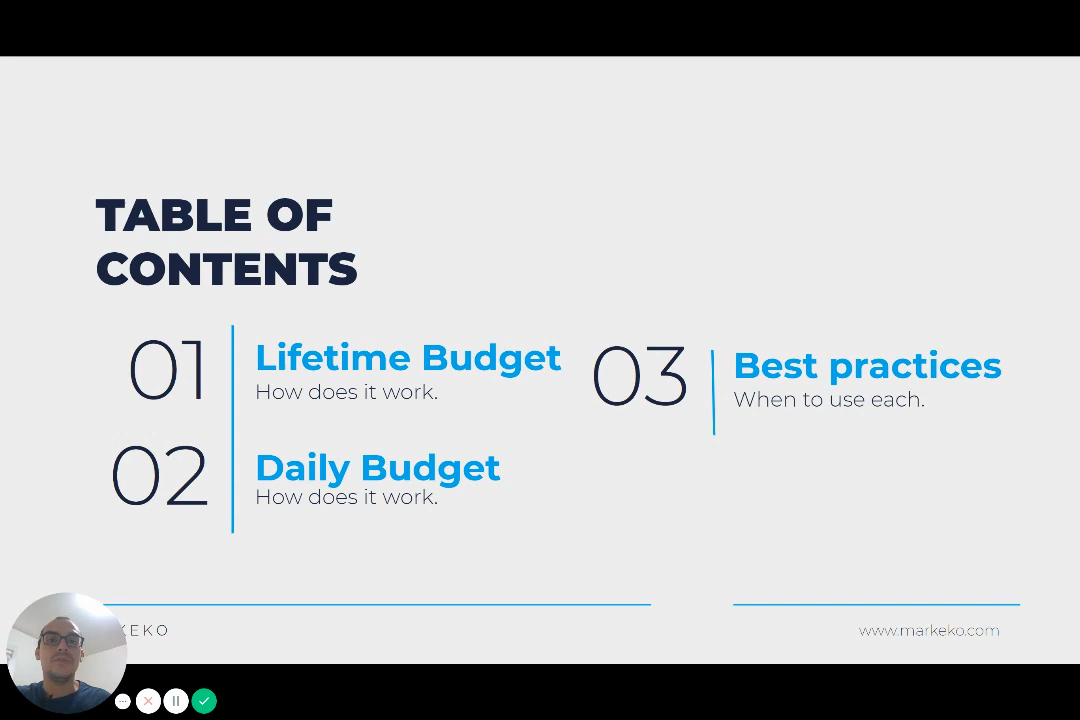 TABLE OF
CONTENTS
01
Lifetime Budget
How does it work.
02
Daily Budget
How does it work.
03
Best practices
When to use each.
KEKO
www.markeko.com